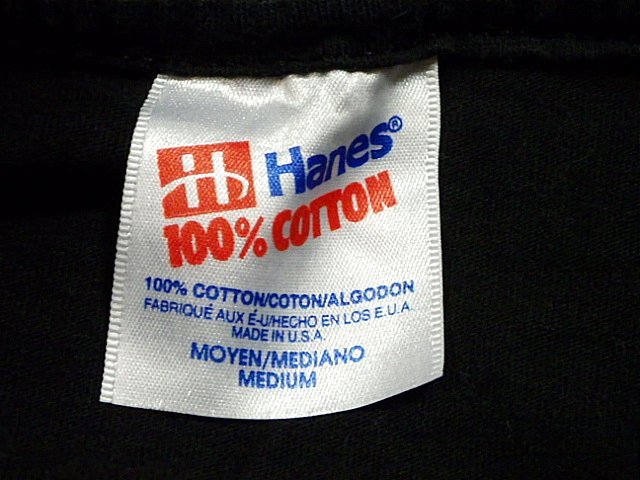 H Hanes®
100% COTTON
100% COTTON/COTON/ALGODON
FABRIQUÉ AUX É-U/HECHO EN LOS E.U.A.
MADE IN U.S.A.
MOYEN/MEDIANO
MEDIUM